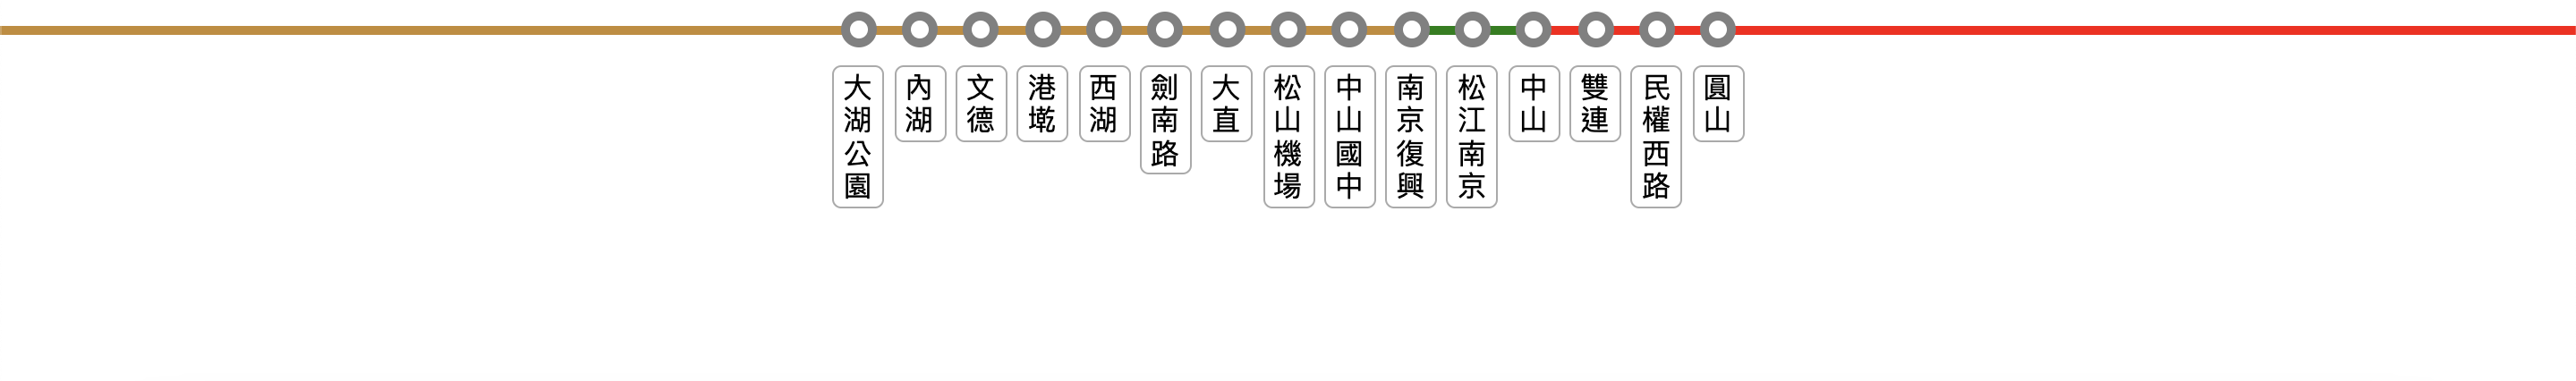 大湖公園
內湖
文德
港墘
西湖
劍南路
大直
松山機場
中山國中
南京復興
松江南京
中山
雙連
民權西路
圓山